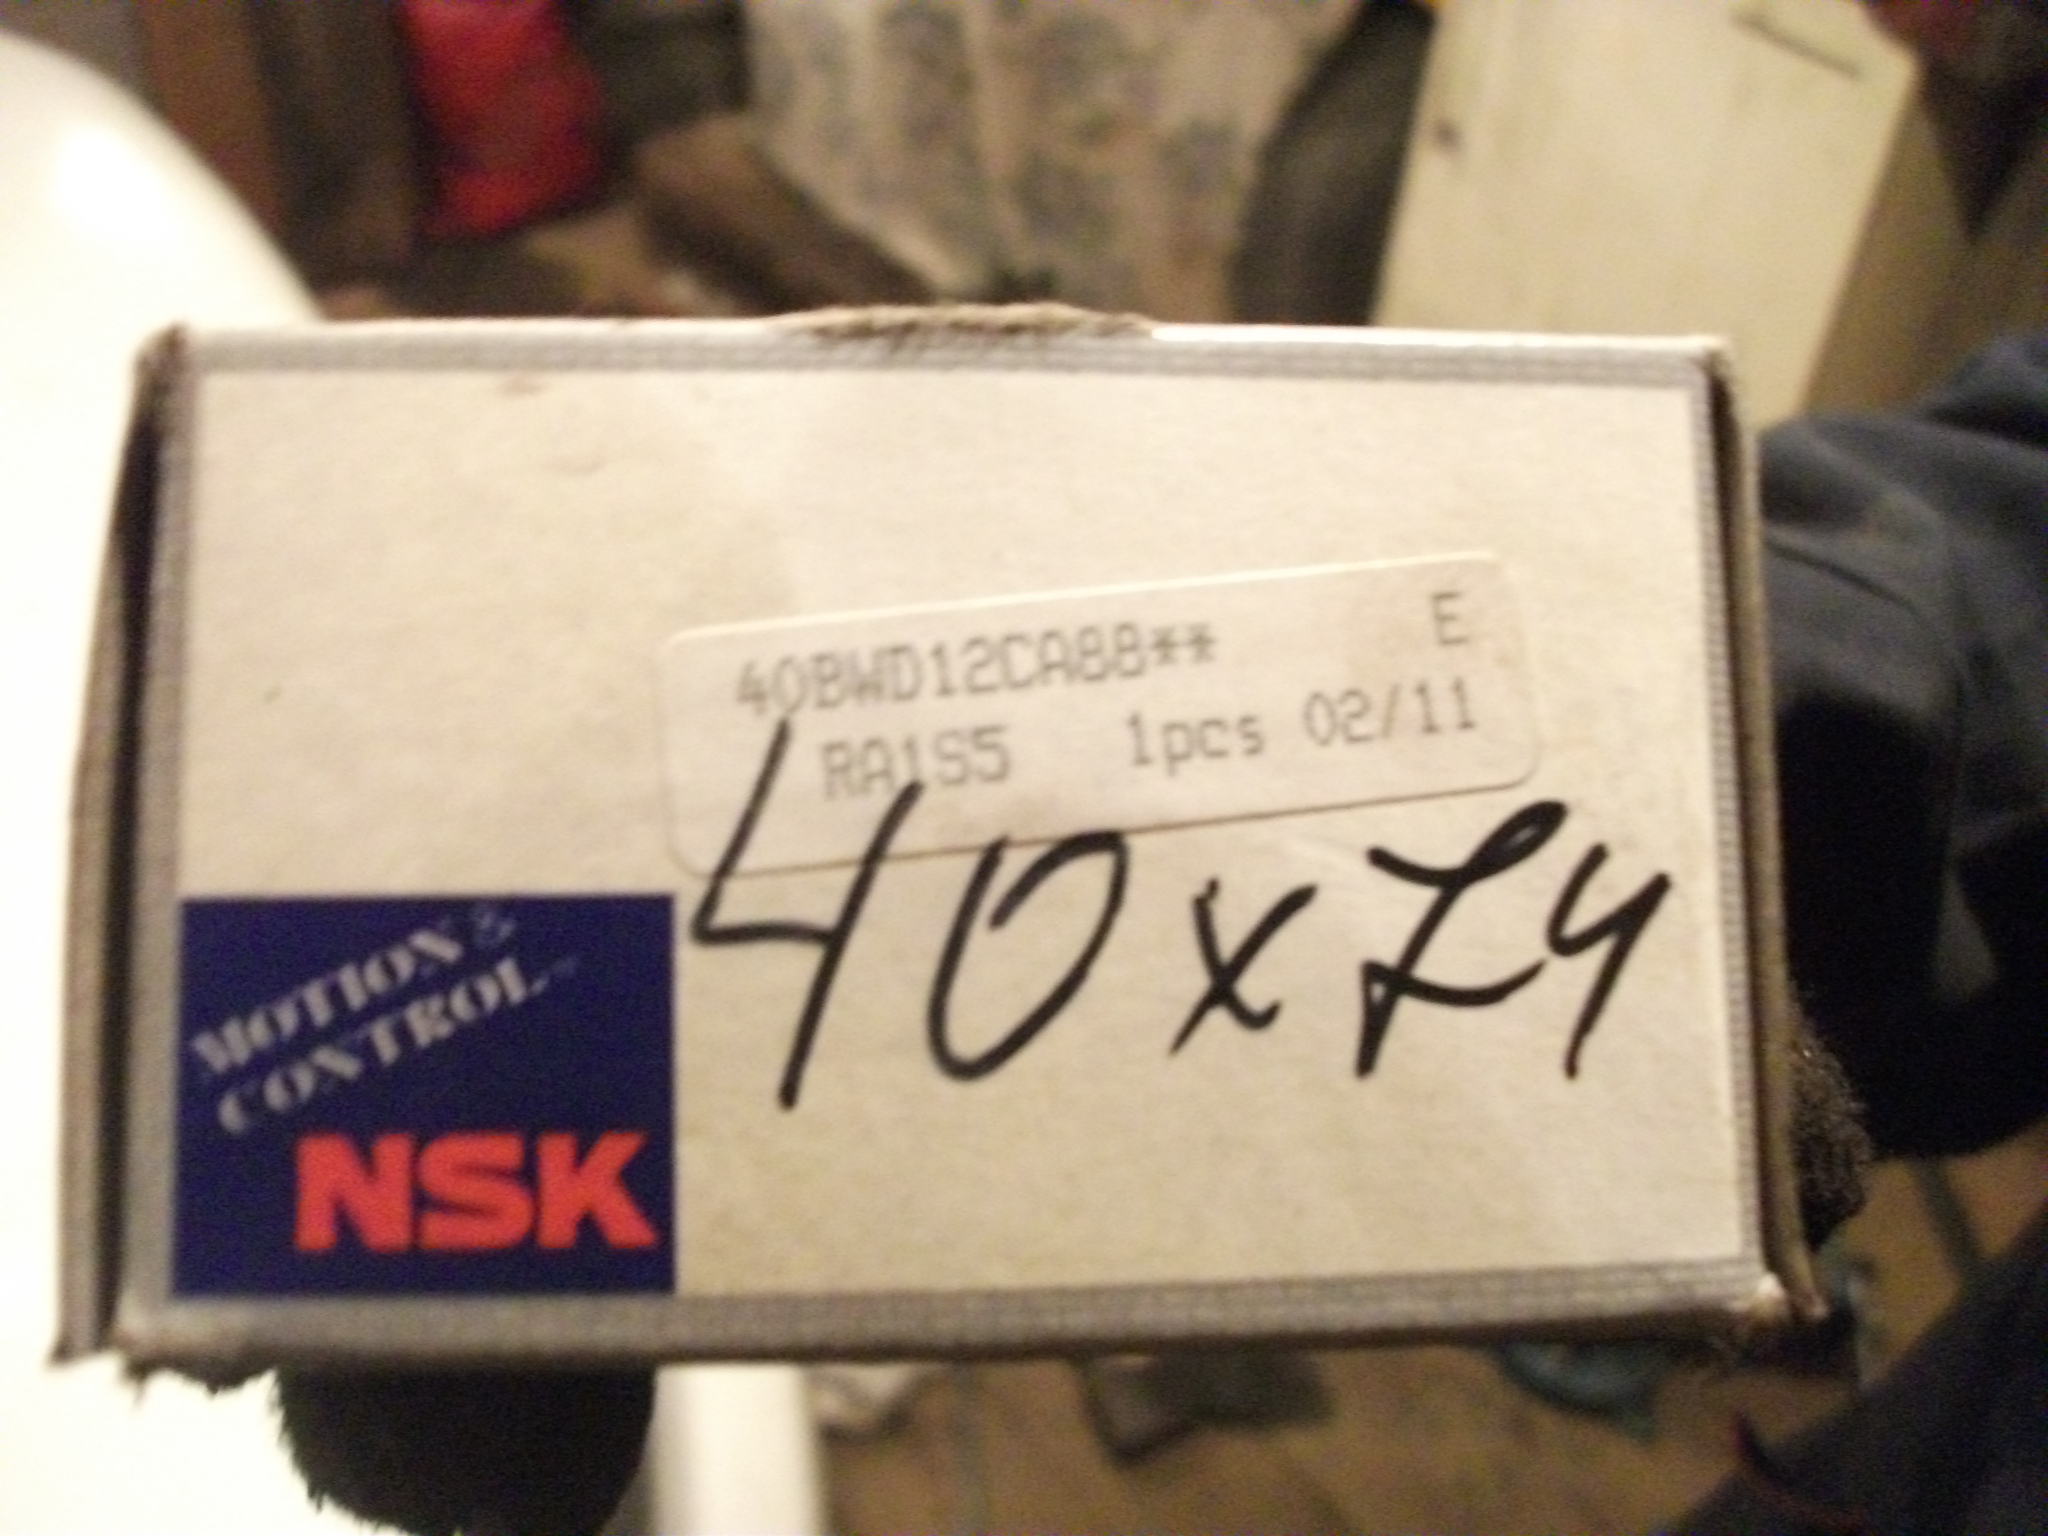 40BWD12CA88** E
RA1S5 1pcs 02/11
40x74
MOTION &
CONTROL
NSK